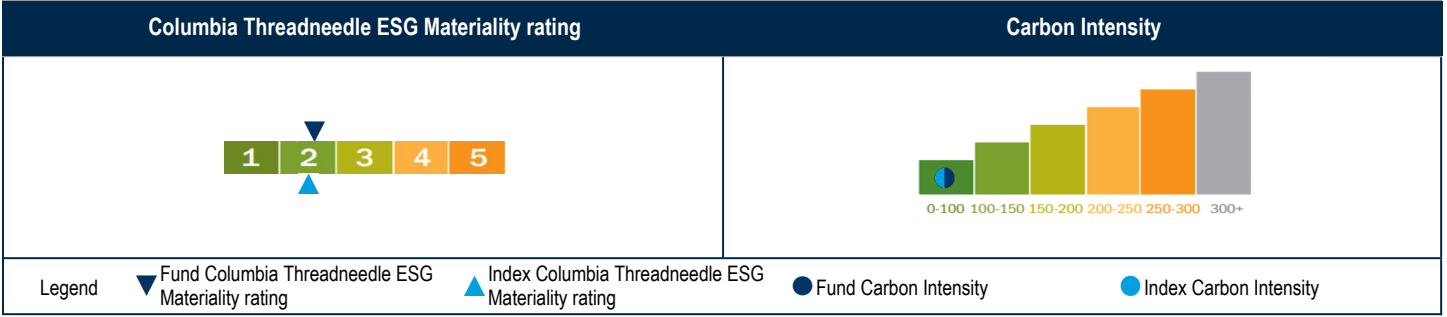 Columbia Threadneedle ESG Materiality rating
Carbon Intensity
1 2 3 4 5
0-100 100-150 150-200 200-250 250-300 300+
Legend
Fund Columbia Threadneedle ESG
Materiality rating
Index Columbia Threadneedle ESG
Materiality rating
Fund Carbon Intensity
Index Carbon Intensity